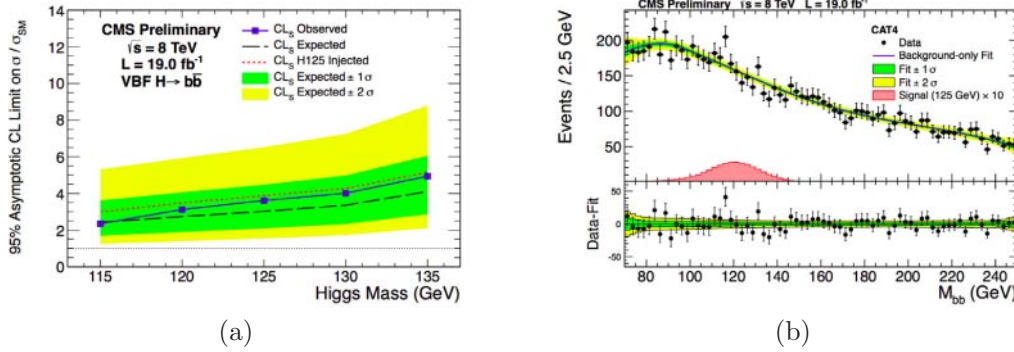 CMS Preliminary
√s = 8 TeV
L = 19.0 fb⁻¹
VBF H→ bb̄
CLS Observed
CLS Expected
CLS H125 Injected
CLS Expected ± 1 σ
CLS Expected ± 2 σ
95% Asymptotic CL Limit on σ / σSM
14
12
10
8
6
4
2
0
115 120 125 130 135
Higgs Mass (GeV)
(a)
CMS Preliminary √s = 8 TeV L = 19.0 fb⁻¹
CAT4
Data
Background-only Fit
Fit ± 1 σ
Fit ± 2 σ
Signal (125 GeV) × 10
Events / 2.5 GeV
200
150
100
50
Data-Fit
50
0
-50
80 100 120 140 160 180 200 220 240
Mbb (GeV)
(b)